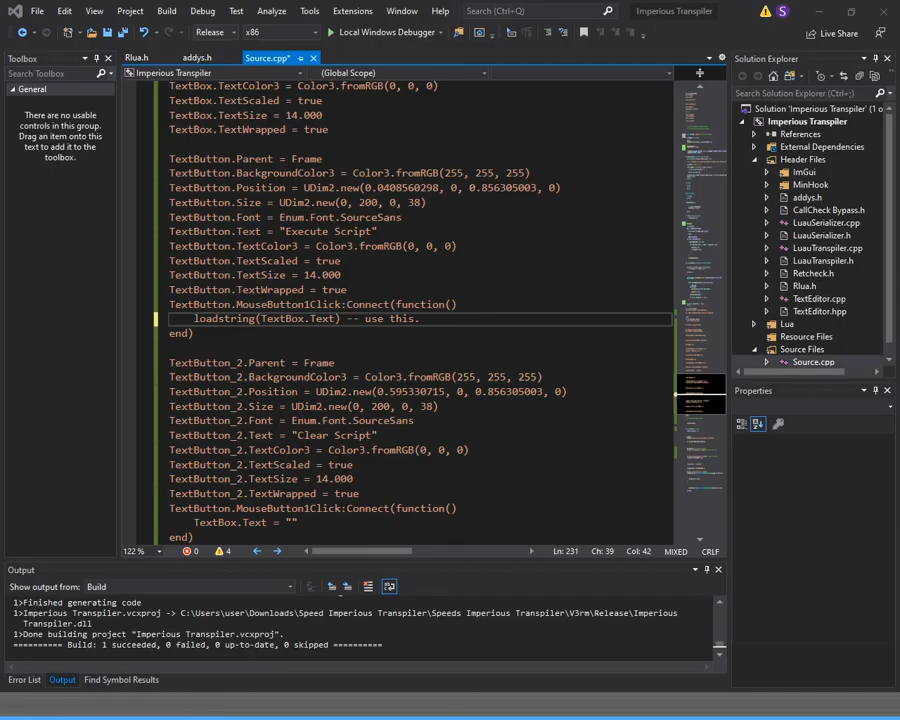 File Edit View Project Build Debug Test Analyze Tools Extensions Window Help Search (Ctrl+;) Imperious Transpiler S
Release x86 Local Windows Debugger Live Share
Toolbox
Search Toolbox
General
There are no usable
controls in this group.
Drag an item onto this
text to add it to the
toolbox.
Rlua.h addys.h Source.cpp*
Imperious Transpiler (Global Scope)
TextBox.TextColor3 = Color3.fromRGB(0, 0, 0)
TextBox.TextScaled = true
TextBox.TextSize = 14.000
TextBox.TextWrapped = true
TextButton.Parent = Frame
TextButton.BackgroundColor3 = Color3.fromRGB(255, 255, 255)
TextButton.Position = UDim2.new(0.0408560298, 0, 0.856305003, 0)
TextButton.Size = UDim2.new(0, 200, 0, 38)
TextButton.Font = Enum.Font.SourceSans
TextButton.Text = "Execute Script"
TextButton.TextColor3 = Color3.fromRGB(0, 0, 0)
TextButton.TextScaled = true
TextButton.TextSize = 14.000
TextButton.TextWrapped = true
TextButton.MouseButton1Click:Connect(function()
loadstring(TextBox.Text) -- use this.
end)
TextButton_2.Parent = Frame
TextButton_2.BackgroundColor3 = Color3.fromRGB(255, 255, 255)
TextButton_2.Position = UDim2.new(0.595330715, 0, 0.856305003, 0)
TextButton_2.Size = UDim2.new(0, 200, 0, 38)
TextButton_2.Font = Enum.Font.SourceSans
TextButton_2.Text = "Clear Script"
TextButton_2.TextColor3 = Color3.fromRGB(0, 0, 0)
TextButton_2.TextScaled = true
TextButton_2.TextSize = 14.000
TextButton_2.TextWrapped = true
TextButton_2.MouseButton1Click:Connect(function()
TextBox.Text = ""
end)
122 % 0 4 Ln: 231 Ch: 39 Col: 42 MIXED CRLF
Solution Explorer
Search Solution Explorer (Ctrl+;)
Solution 'Imperious Transpiler' (1 o
Imperious Transpiler
References
External Dependencies
Header Files
ImGui
MinHook
addys.h
CallCheck Bypass.h
LuauSerializer.cpp
LuauSerializer.h
LuauTranspiler.cpp
LuauTranspiler.h
Retcheck.h
Rlua.h
TextEditor.cpp
TextEditor.hpp
Lua
Resource Files
Source Files
Source.cpp
Properties
Output
Show output from: Build
1>Finished generating code
1>Imperious Transpiler.vcxproj -> C:\Users\user\Downloads\Speed Imperious Transpiler\Speeds Imperious Transpiler\V3rm\Release\Imperious
Transpiler.dll
1>Done building project "Imperious Transpiler.vcxproj".
========== Build: 1 succeeded, 0 failed, 0 up-to-date, 0 skipped ==========
Error List Output Find Symbol Results